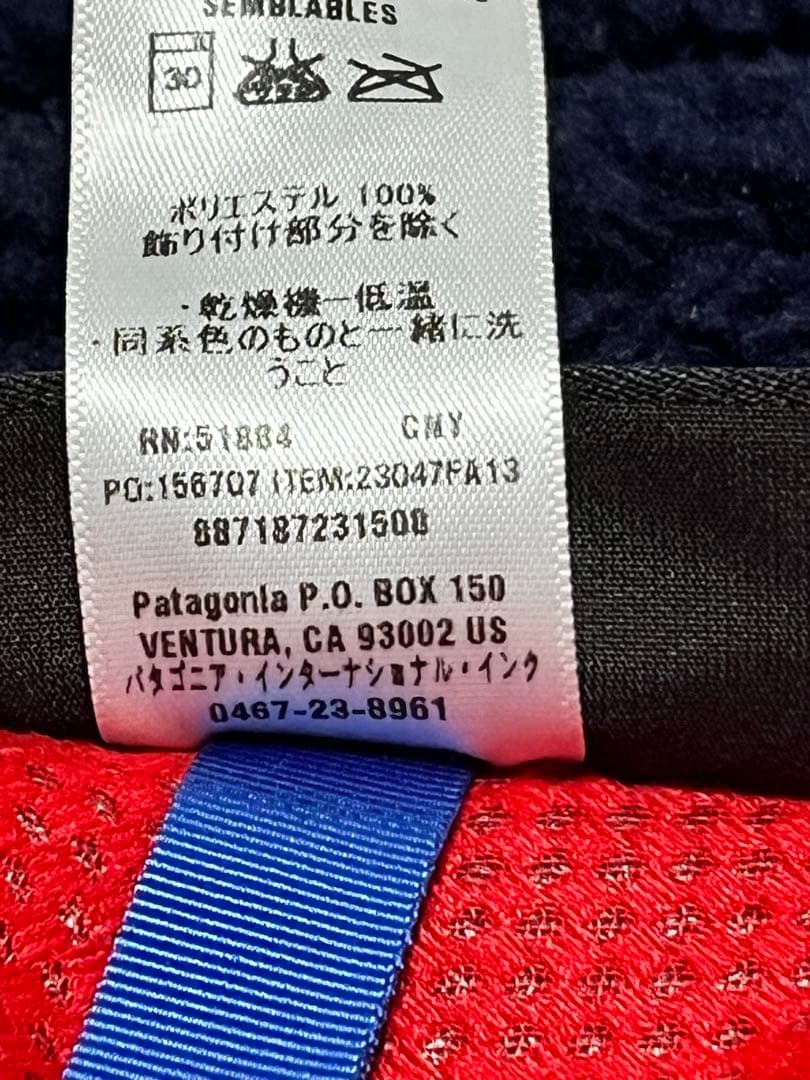 SEMBLABLES
30
ポリエステル 100%
飾り付け部分を除く
・乾燥機一低温
・同系色のものと一緒に洗
うこと
RN:51884 CNY
PO:156707 ITEM:23047FA13
887187231508
Patagonia P.O. BOX 150
VENTURA, CA 93002 US
パタゴニア・インターナショナル・インク
0467-23-8961